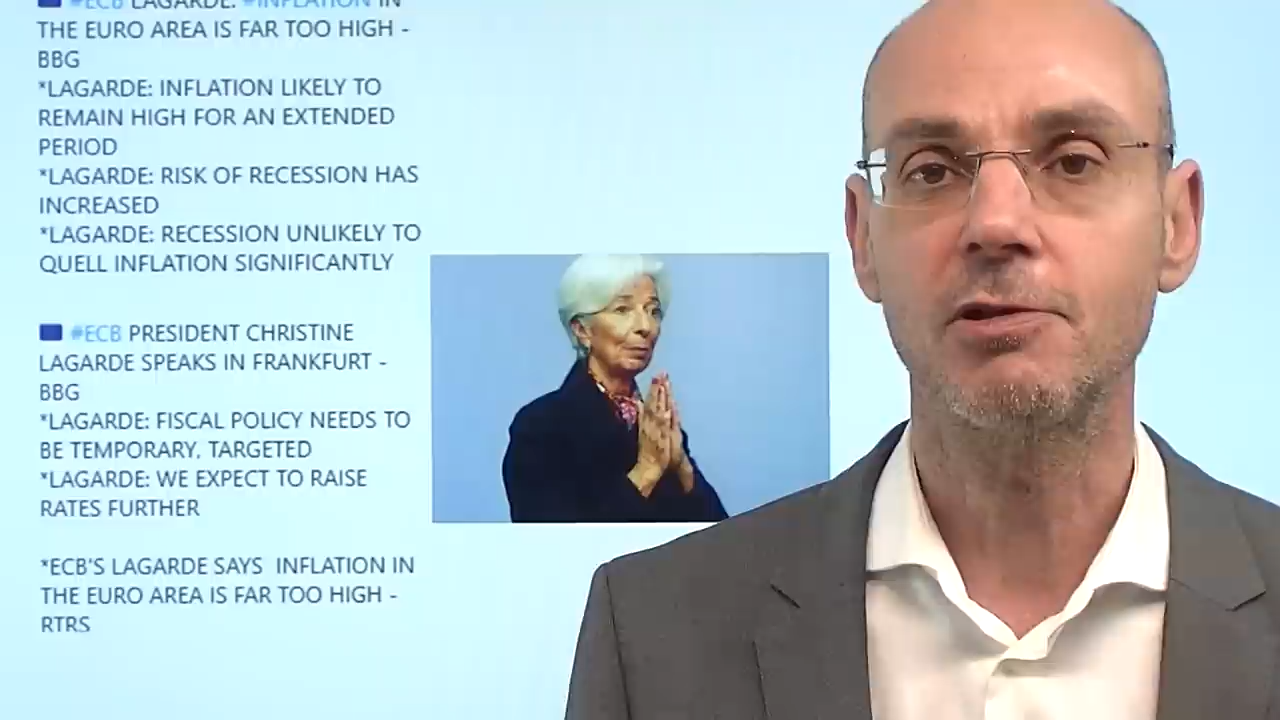 #ECB LAGARDE: #INFLATION IN
THE EURO AREA IS FAR TOO HIGH -
BBG
*LAGARDE: INFLATION LIKELY TO
REMAIN HIGH FOR AN EXTENDED
PERIOD
*LAGARDE: RISK OF RECESSION HAS
INCREASED
*LAGARDE: RECESSION UNLIKELY TO
QUELL INFLATION SIGNIFICANTLY
#ECB PRESIDENT CHRISTINE
LAGARDE SPEAKS IN FRANKFURT -
BBG
*LAGARDE: FISCAL POLICY NEEDS TO
BE TEMPORARY, TARGETED
*LAGARDE: WE EXPECT TO RAISE
RATES FURTHER
*ECB'S LAGARDE SAYS INFLATION IN
THE EURO AREA IS FAR TOO HIGH -
RTRS